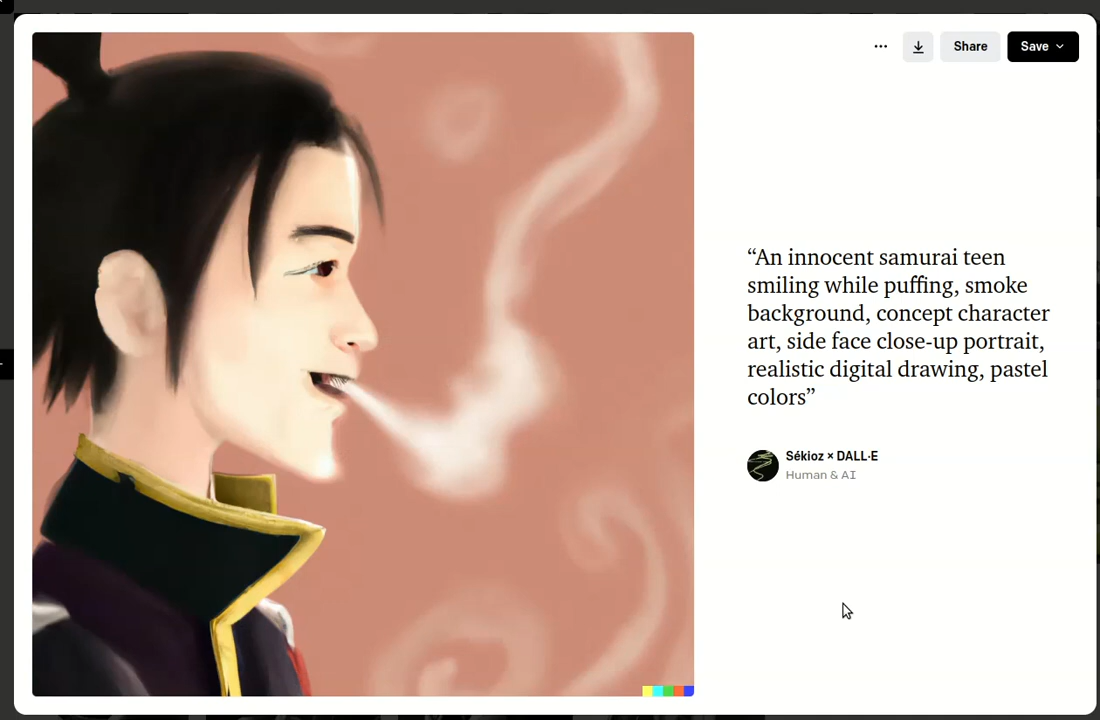 Share
Save
“An innocent samurai teen
smiling while puffing, smoke
background, concept character
art, side face close-up portrait,
realistic digital drawing, pastel
colors”
Sékioz × DALL·E
Human & AI